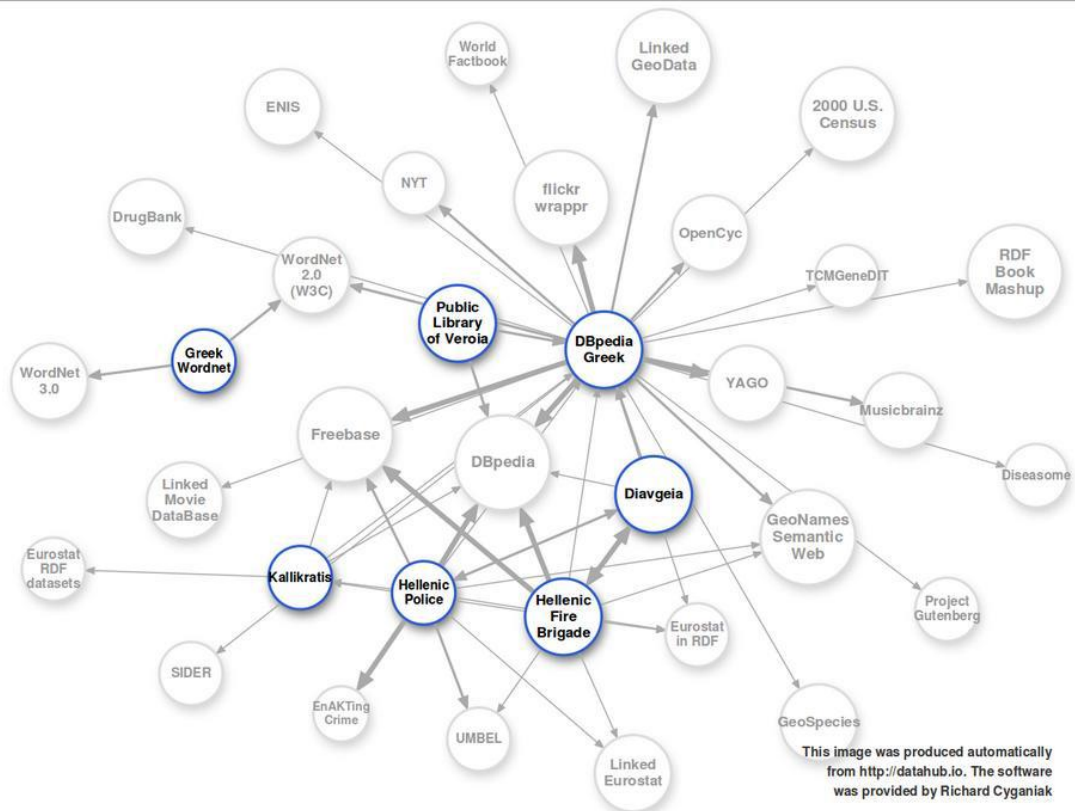 World
Factbook
Linked
GeoData
ENIS
2000 U.S.
Census
NYT
flickr
wrappr
DrugBank
OpenCyc
WordNet
2.0
(W3C)
TCMGeneDIT
RDF
Book
Mashup
Public
Library
of Veroia
DBpedia
Greek
Greek
Wordnet
WordNet
3.0
YAGO
Musicbrainz
Freebase
DBpedia
Diseasome
Linked
Movie
DataBase
Diavgeia
GeoNames
Semantic
Web
Eurostat
RDF
datasets
Kallikratis
Hellenic
Police
Hellenic
Fire
Brigade
Eurostat
in RDF
Project
Gutenberg
SIDER
EnAKTing
Crime
UMBEL
Linked
Eurostat
GeoSpecies
This image was produced automatically
from http://datahub.io. The software
was provided by Richard Cyganiak